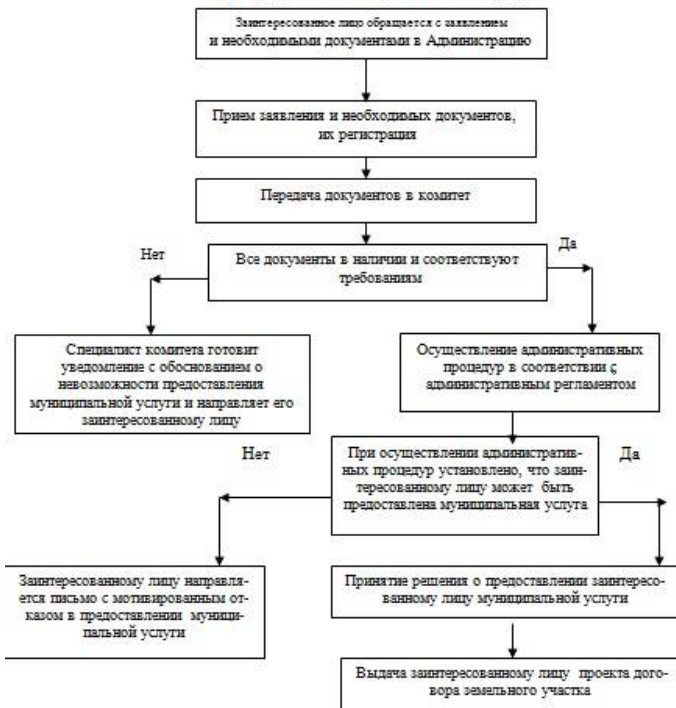 Заинтересованное лицо обращается с заявлением
и необходимыми документами в Администрацию
Прием заявления и необходимых документов,
их регистрация
Передача документов в комитет
Нет
Все документы в наличии и соответствуют
требованиям
Да
Специалист комитета готовит
уведомление с обоснованием о
невозможности предоставления
муниципальной услуги и направляет его
заинтересованному лицу
Осуществление административных
процедур в соответствии с
административным регламентом
Нет
При осуществлении административ-
ных процедур установлено, что заин-
тересованному лицу может быть
предоставлена муниципальная услуга
Да
Заинтересованному лицу направля-
ется письмо с мотивированным от-
казом в предоставлении муници-
пальной услуги
Принятие решения о предоставлении заинтересо-
ванному лицу муниципальной услуги
Выдача заинтересованному лицу проекта дого-
вора земельного участка